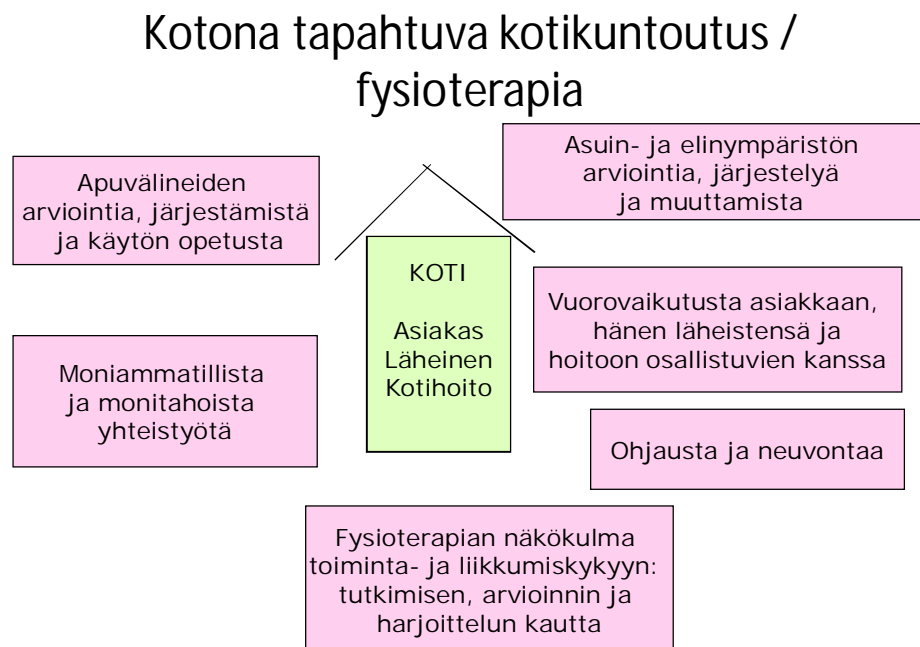 Kotona tapahtuva kotikuntoutus /
fysioterapia
Apuvälineiden
arviointia, järjestämistä
ja käytön opetusta
Asuin- ja elinympäristön
arviointia, järjestelyä
ja muuttamista
KOTI
Asiakas
Läheinen
Kotihoito
Vuorovaikutusta asiakkaan,
hänen läheistensä ja
hoitoon osallistuvien kanssa
Moniammatillista
ja monitahoista
yhteistyötä
Ohjausta ja neuvontaa
Fysioterapian näkökulma
toiminta- ja liikkumiskykyyn:
tutkimisen, arvioinnin ja
harjoittelun kautta